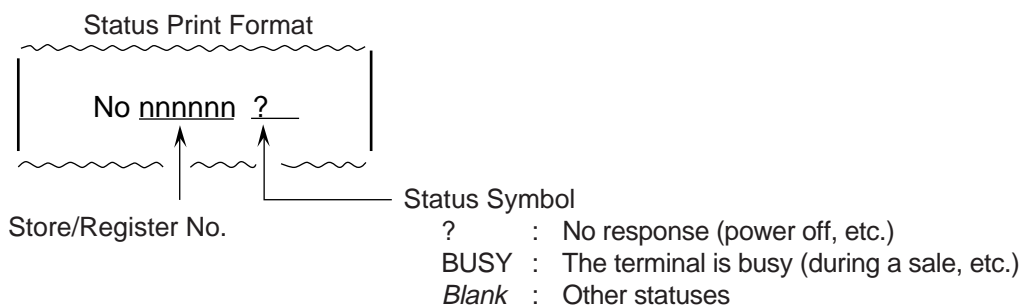 Status Print Format
No nnnnnn ?
Status Symbol
Store/Register No.
? : No response (power off, etc.)
BUSY : The terminal is busy (during a sale, etc.)
Blank : Other statuses